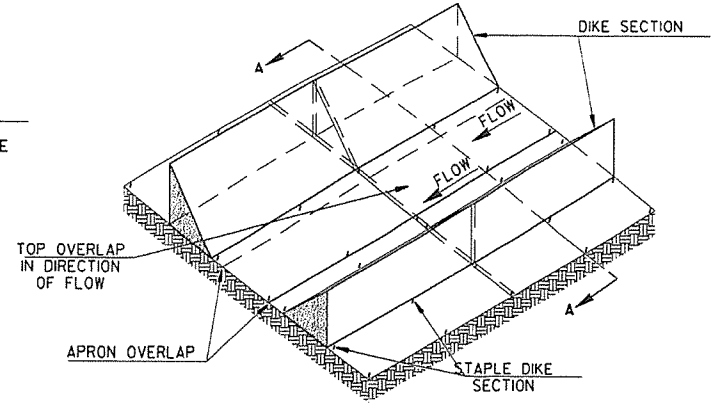 DIKE SECTION
A
E
FLOW
FLOW
TOP OVERLAP
IN DIRECTION
OF FLOW
A
APRON OVERLAP
STAPLE DIKE
SECTION